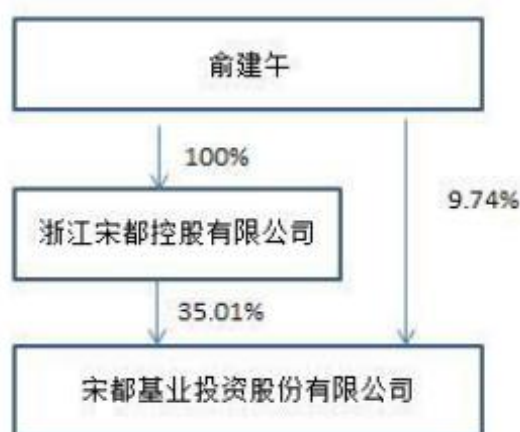 俞建午
100%
9.74%
浙江宋都控股有限公司
35.01%
宋都基业投资股份有限公司